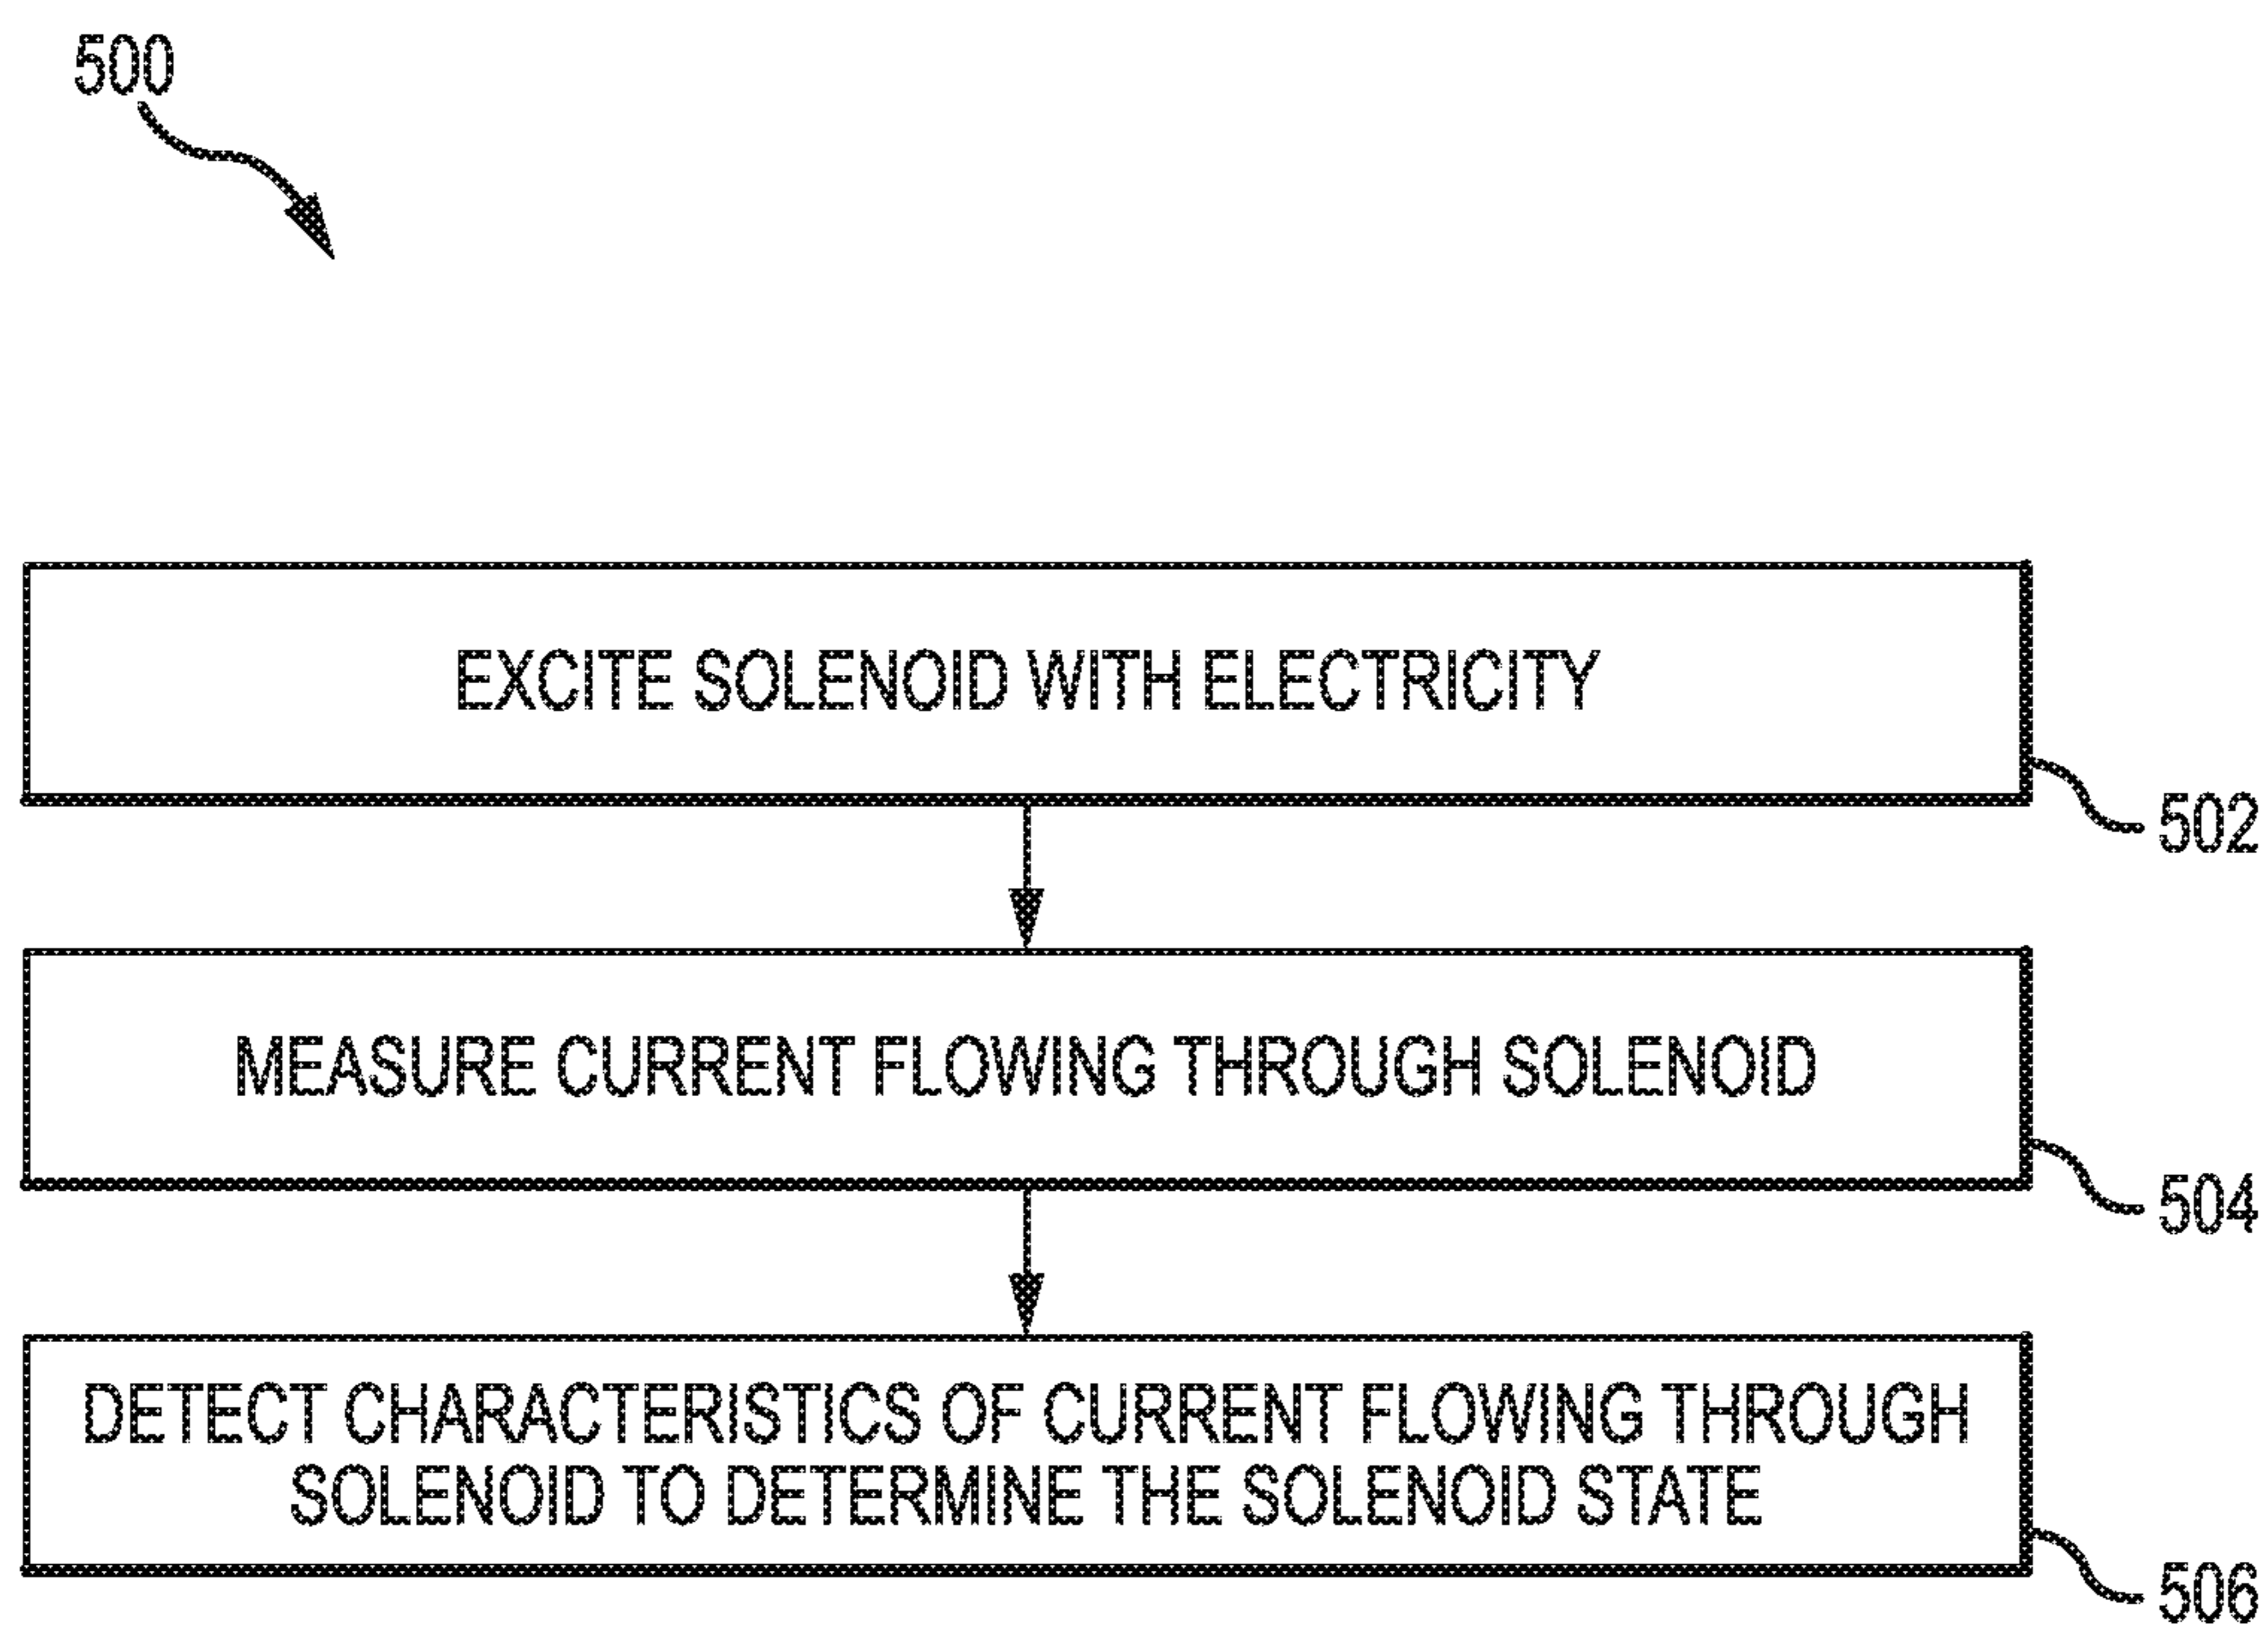 500
EXCITE SOLENOID WITH ELECTRICITY
502
MEASURE CURRENT FLOWING THROUGH SOLENOID
504
DETECT CHARACTERISTICS OF CURRENT FLOWING THROUGH
SOLENOID TO DETERMINE THE SOLENOID STATE
506